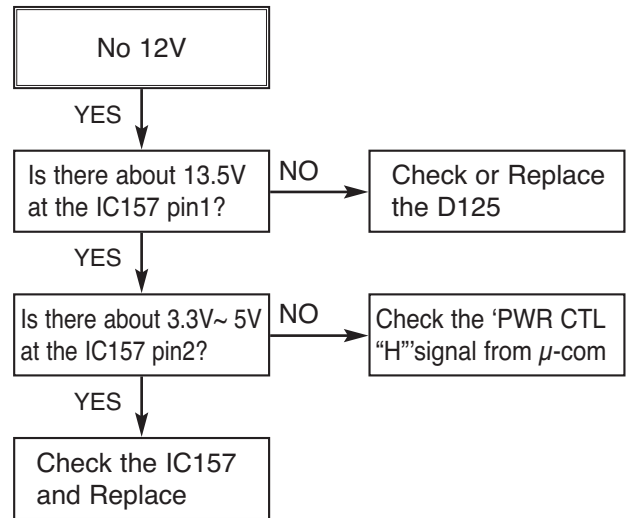 No 12V
YES
Is there about 13.5V
at the IC157 pin1?
NO
Check or Replace
the D125
YES
Is there about 3.3V~ 5V
at the IC157 pin2?
NO
Check the ‘PWR CTL
“H”’signal from µ-com
YES
Check the IC157
and Replace